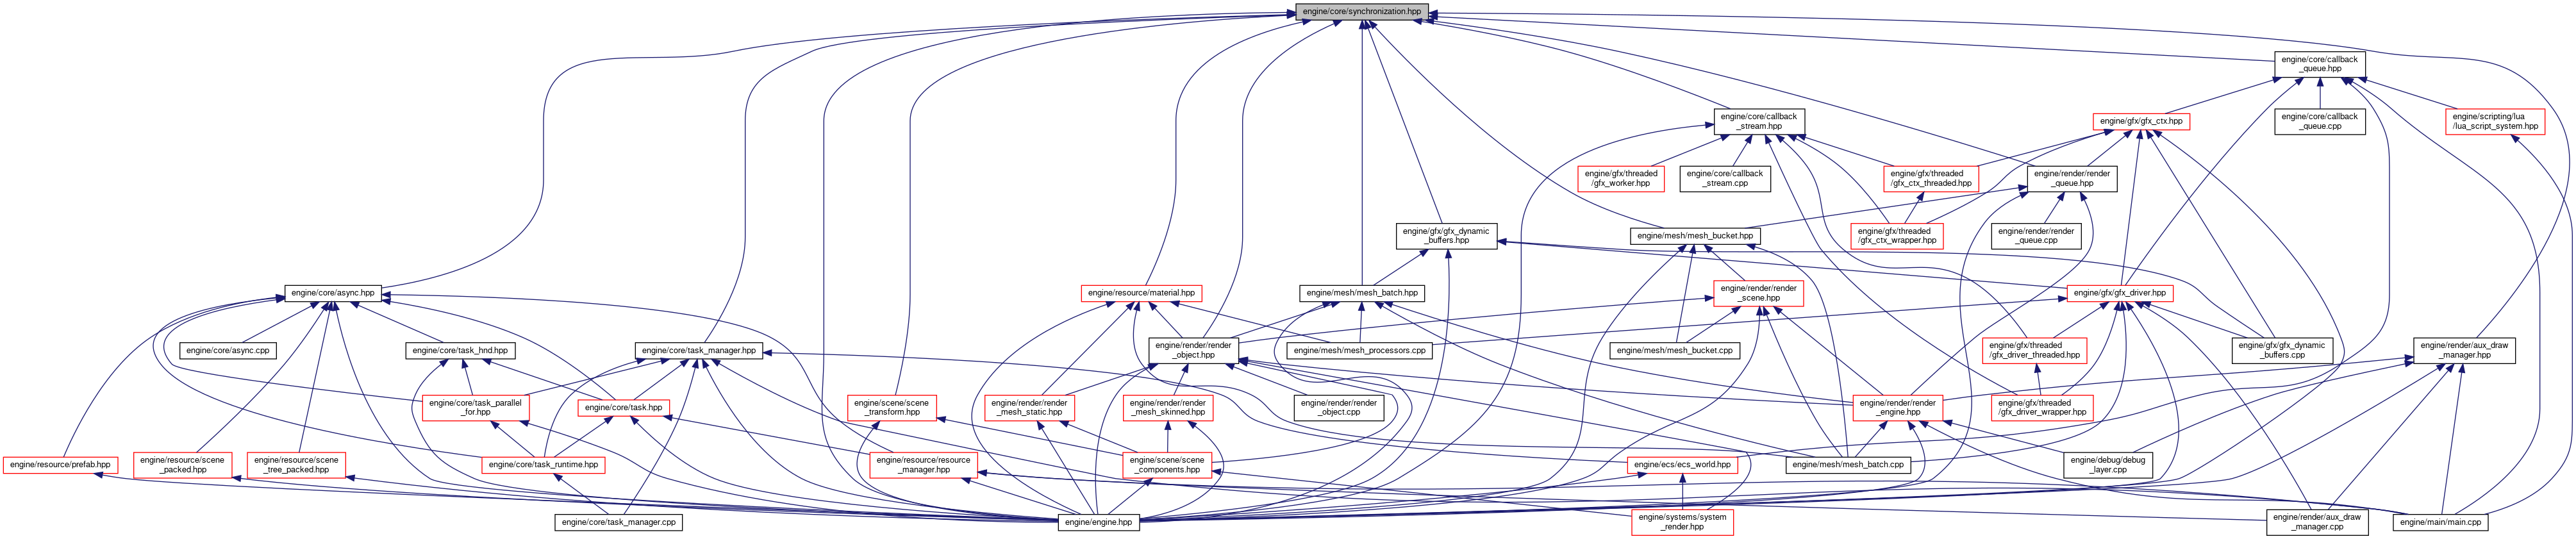 engine/core/synchronization.hpp
engine/core/callback
_queue.hpp
engine/core/callback
_stream.hpp
engine/gfx/gfx_ctx.hpp
engine/core/callback
_queue.cpp
engine/scripting/lua
/lua_script_system.hpp
engine/gfx/threaded
/gfx_worker.hpp
engine/core/callback
_stream.cpp
engine/gfx/threaded
/gfx_ctx_threaded.hpp
engine/render/render
_queue.hpp
engine/gfx/gfx_dynamic
_buffers.hpp
engine/mesh/mesh_bucket.hpp
engine/gfx/threaded
/gfx_ctx_wrapper.hpp
engine/render/render
_queue.cpp
engine/core/async.hpp
engine/resource/material.hpp
engine/mesh/mesh_batch.hpp
engine/render/render
_scene.hpp
engine/gfx/gfx_driver.hpp
engine/core/async.cpp
engine/core/task_hnd.hpp
engine/core/task_manager.hpp
engine/render/render
_object.hpp
engine/mesh/mesh_processors.cpp
engine/mesh/mesh_bucket.cpp
engine/gfx/threaded
/gfx_driver_threaded.hpp
engine/gfx/gfx_dynamic
_buffers.cpp
engine/render/aux_draw
_manager.hpp
engine/core/task_parallel
_for.hpp
engine/core/task.hpp
engine/scene/scene
_transform.hpp
engine/render/render
_mesh_static.hpp
engine/render/render
_mesh_skinned.hpp
engine/render/render
_object.cpp
engine/render/render
_engine.hpp
engine/gfx/threaded
/gfx_driver_wrapper.hpp
engine/resource/prefab.hpp
engine/resource/scene
_packed.hpp
engine/resource/scene
_tree_packed.hpp
engine/core/task_runtime.hpp
engine/resource/resource
_manager.hpp
engine/scene/scene
_components.hpp
engine/ecs/ecs_world.hpp
engine/mesh/mesh_batch.cpp
engine/debug/debug
_layer.cpp
engine/core/task_manager.cpp
engine/engine.hpp
engine/systems/system
_render.hpp
engine/render/aux_draw
_manager.cpp
engine/main/main.cpp